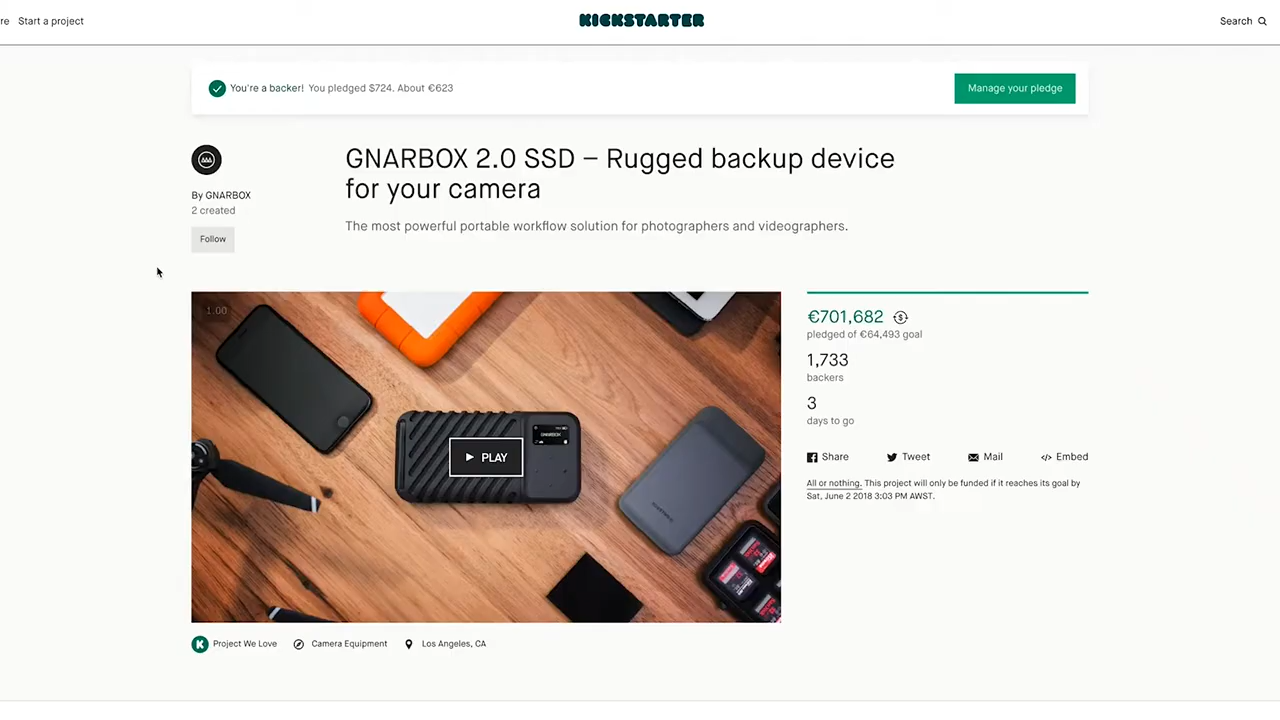 re Start a project
KICKSTARTER
Search
You're a backer! You pledged $724. About €623
Manage your pledge
By GNARBOX
2 created
Follow
GNARBOX 2.0 SSD – Rugged backup device
for your camera
The most powerful portable workflow solution for photographers and videographers.
1.00
GNARBOX
PLAY
€701,682
pledged of €64,493 goal
1,733
backers
3
days to go
Share Tweet Mail Embed
All or nothing. This project will only be funded if it reaches its goal by
Sat, June 2 2018 3:03 PM AWST.
Project We Love Camera Equipment Los Angeles, CA